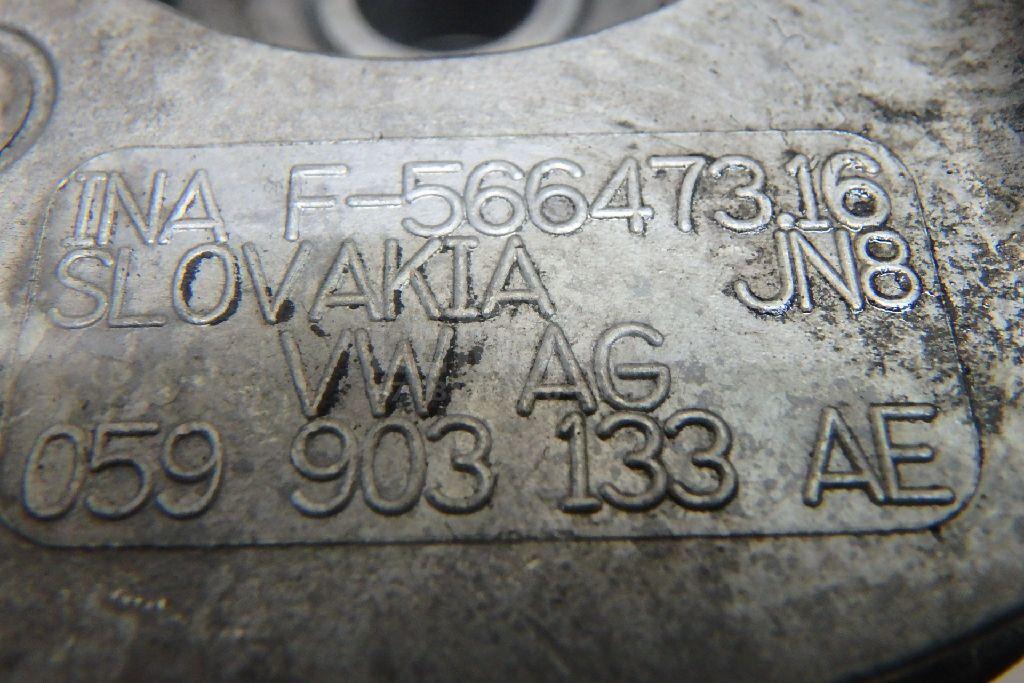 INA F-566473.16
SLOVAKIA JN8
VW AG
059 903 133 AE